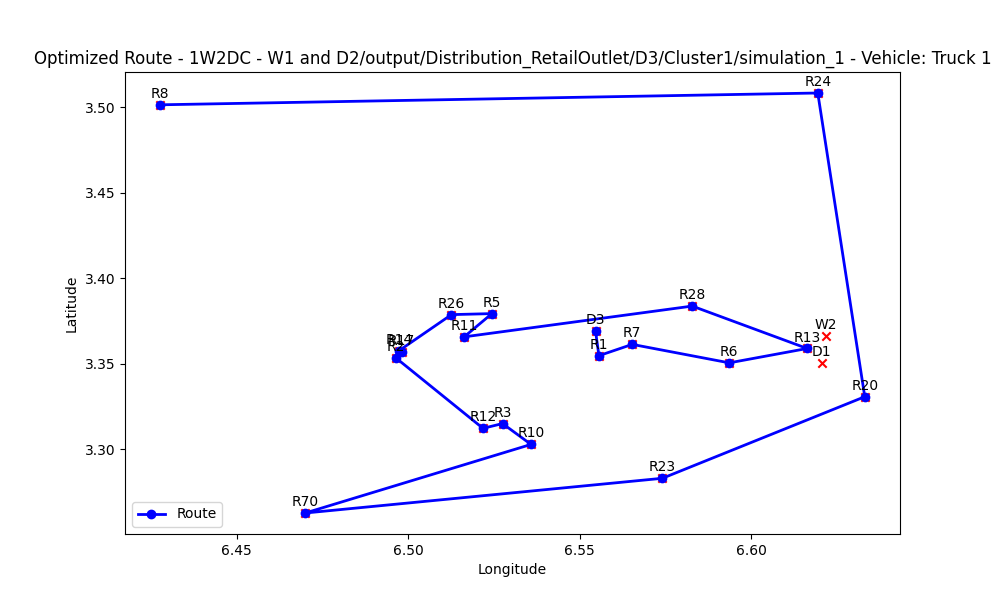 Optimized Route - 1W2DC - W1 and D2/output/Distribution_RetailOutlet/D3/Cluster1/simulation_1 - Vehicle: Truck 1
R8
R24
3.50
3.45
3.40
3.35
3.30
Latitude
R28
R26
R5
R11
D3
W2
R7
R13
R1
R6
D1
R14
R20
R12
R3
R10
R23
R70
Route
6.45
6.50
6.55
6.60
Longitude